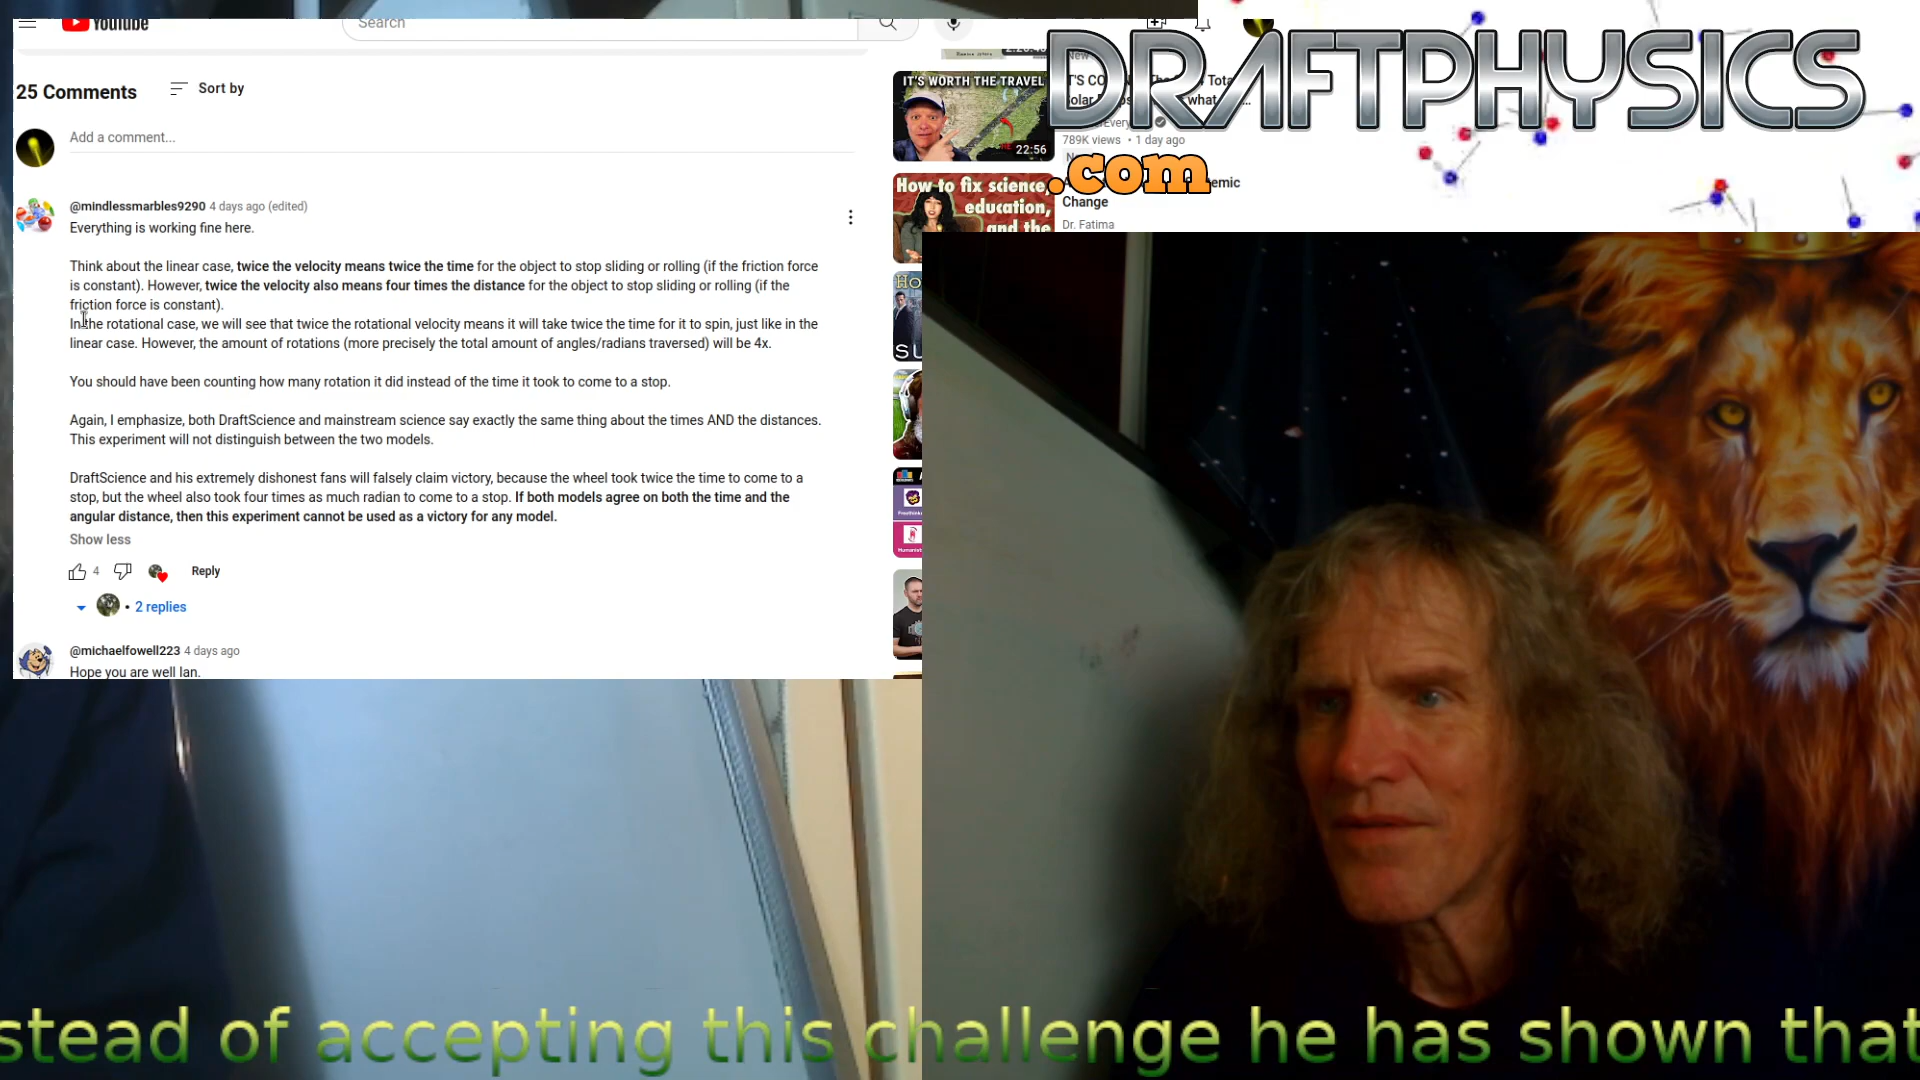 YouTube
Search
25 Comments
Sort by
Add a comment...
@mindlessmarbles9290 4 days ago (edited)
Everything is working fine here.
Think about the linear case, twice the velocity means twice the time for the object to stop sliding or rolling (if the friction force
is constant). However, twice the velocity also means four times the distance for the object to stop sliding or rolling (if the
friction force is constant).
In the rotational case, we will see that twice the rotational velocity means it will take twice the time for it to spin, just like in the
linear case. However, the amount of rotations (more precisely the total amount of angles/radians traversed) will be 4x.
You should have been counting how many rotation it did instead of the time it took to come to a stop.
Again, I emphasize, both DraftScience and mainstream science say exactly the same thing about the times AND the distances.
This experiment will not distinguish between the two models.
DraftScience and his extremely dishonest fans will falsely claim victory, because the wheel took twice the time to come to a
stop, but the wheel also took four times as much radian to come to a stop. If both models agree on both the time and the
angular distance, then this experiment cannot be used as a victory for any model.
Show less
4
Reply
2 replies
@michaelfowell223 4 days ago
Hope you are well Ian.
IT'S WORTH THE TRAVEL
22:56
789K views • 1 day ago
How to fix science,
education,
and the
Change
Dr. Fatima
DRAFTPHYSICS
.com
stead of accepting this challenge he has shown that